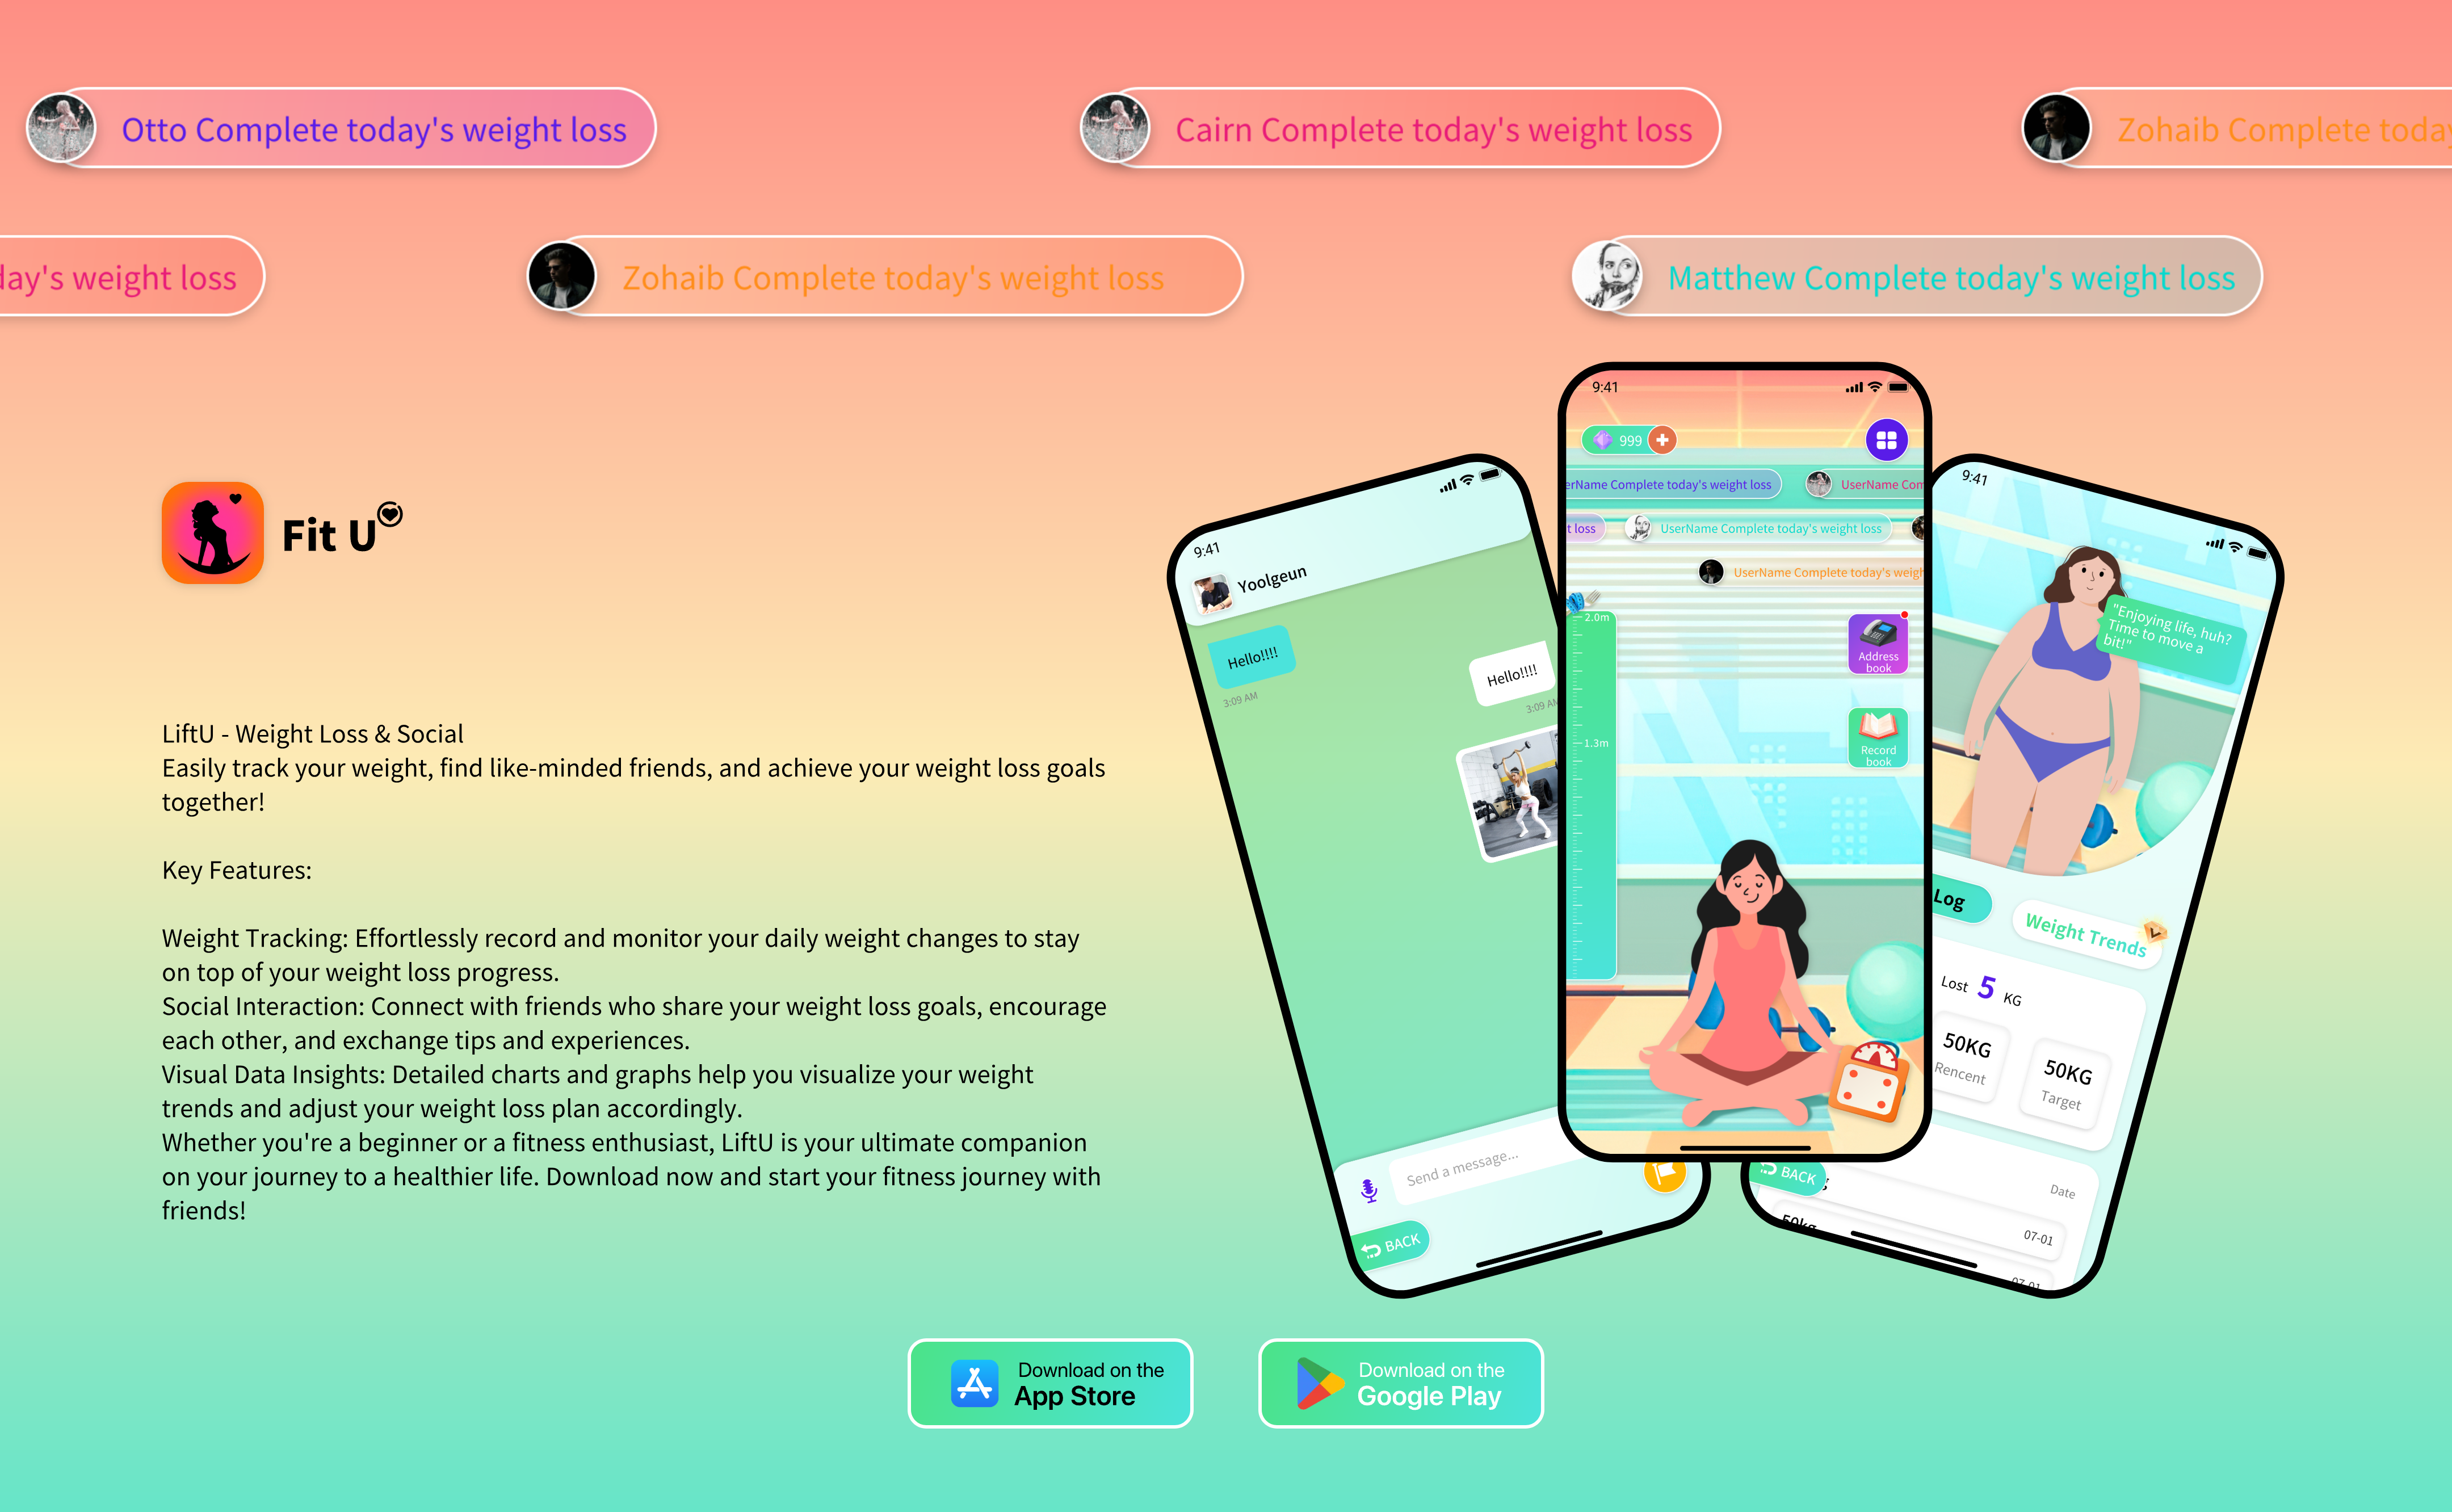 Otto Complete today's weight loss
Cairn Complete today's weight loss
Zohaib Complete today
day's weight loss
Zohaib Complete today's weight loss
Matthew Complete today's weight loss
Fit U
LiftU - Weight Loss & Social
Easily track your weight, find like-minded friends, and achieve your weight loss goals
together!
Key Features:
Weight Tracking: Effortlessly record and monitor your daily weight changes to stay
on top of your weight loss progress.
Social Interaction: Connect with friends who share your weight loss goals, encourage
each other, and exchange tips and experiences.
Visual Data Insights: Detailed charts and graphs help you visualize your weight
trends and adjust your weight loss plan accordingly.
Whether you're a beginner or a fitness enthusiast, LiftU is your ultimate companion
on your journey to a healthier life. Download now and start your fitness journey with
friends!
9:41
Yoolgeun
Hello!!!!
3:09 AM
Hello!!!!
3:09 AM
Send a message...
BACK
9:41
999
erName Complete today's weight loss
UserName Com
t loss
UserName Complete today's weight loss
UserName Complete today's weigh
2.0m
1.3m
Address
book
Record
book
9:41
"Enjoying life, huh?
Time to move a
bit!"
Log
Weight Trends
Lost 5 KG
50KG
Rencent
50KG
Target
BACK
Date
07-01
50kg
07-01
Download on the
App Store
Download on the
Google Play